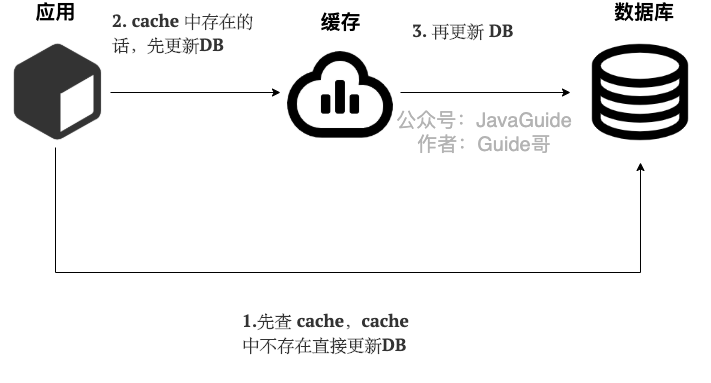 应用
2. cache 中存在的
话，先更新DB
缓存
3. 再更新 DB
数据库
公众号：JavaGuide
作者：Guide哥
1.先查 cache，cache
中不存在直接更新DB